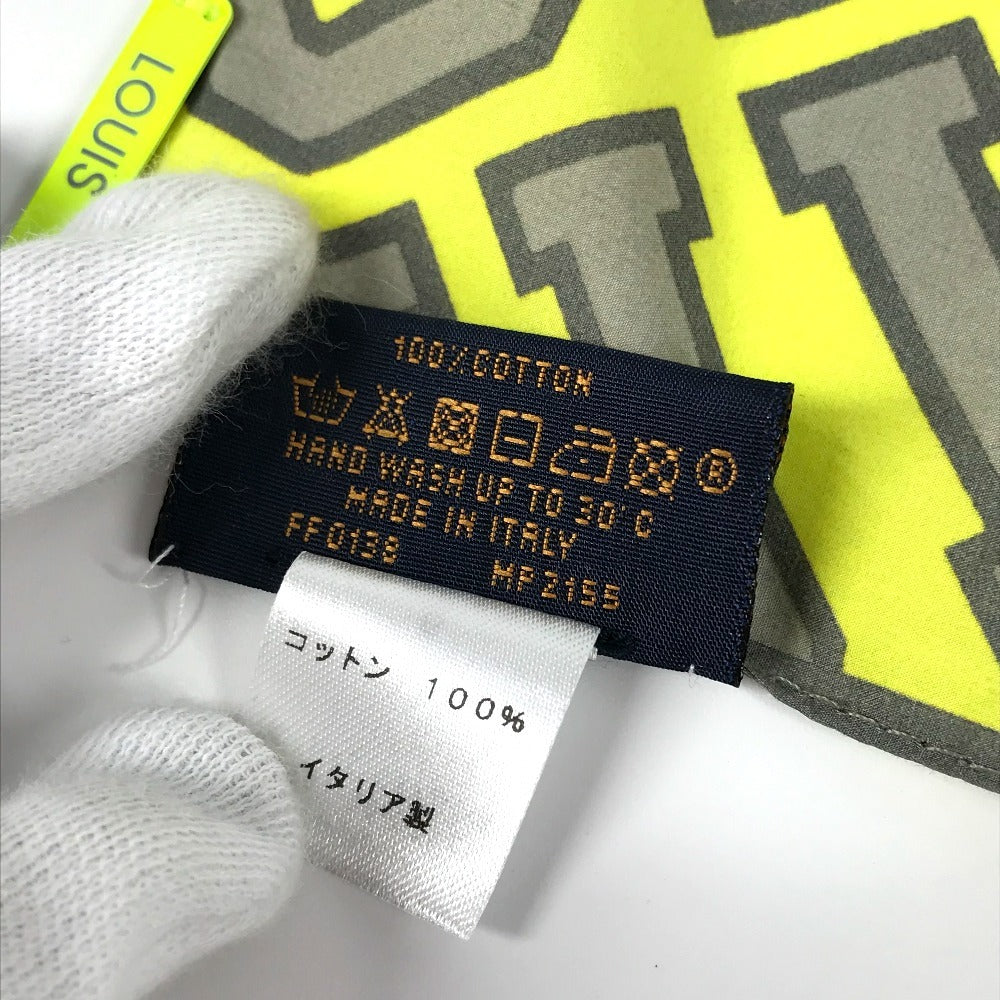 LOUIS
100%COTTON
HAND WASH UP TO 30°C
MADE IN ITALY
FF0139 MP2155
コットン 100%
イタリア製